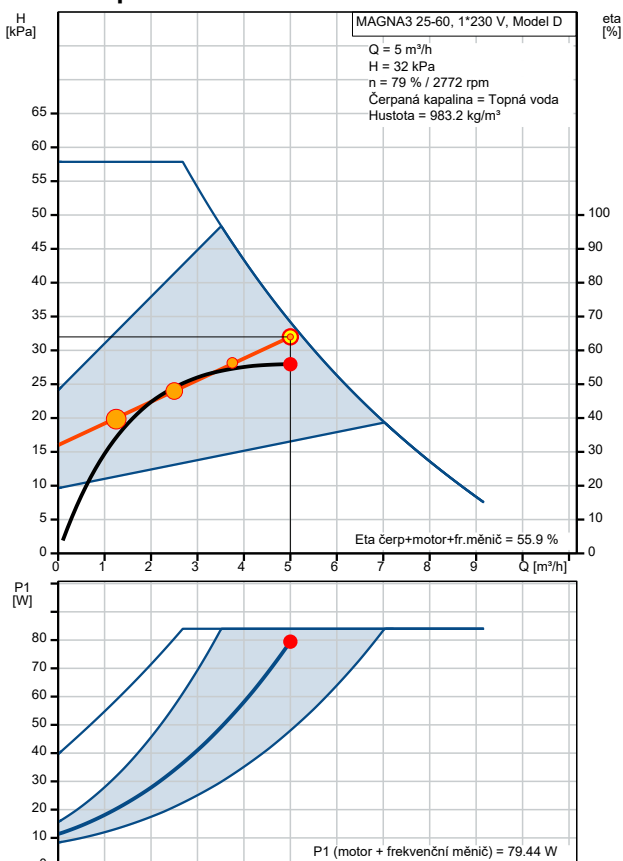 H
[kPa]
MAGNA3 25-60, 1*230 V, Model D
eta
[%]
Q = 5 m³/h
H = 32 kPa
n = 79 % / 2772 rpm
Čerpaná kapalina = Topná voda
Hustota = 983.2 kg/m³
65
60
55
50
45
40
35
30
25
20
15
10
5
0
100
90
80
70
60
50
40
30
20
10
0
Eta čerp+motor+fr.měnič = 55.9 %
0 1 2 3 4 5 6 7 8 9 Q [m³/h]
P1
[W]
80
70
60
50
40
30
20
10
P1 (motor + frekvenční měnič) = 79.44 W